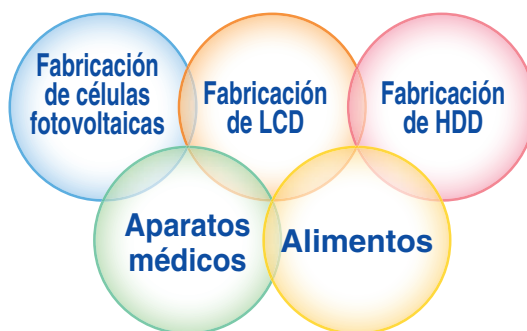 Fabricación
de células
fotovoltaicas
Fabricación
de LCD
Fabricación
de HDD
Aparatos
médicos
Alimentos